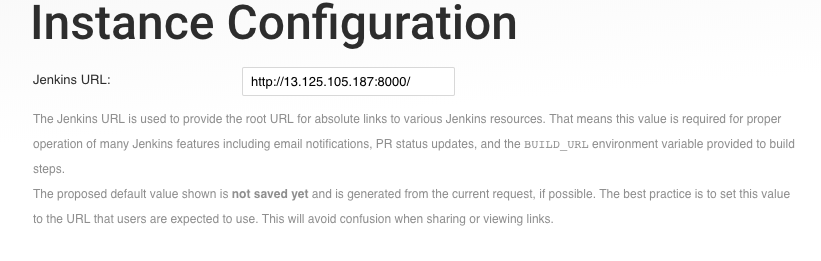 Instance Configuration
Jenkins URL: http://13.125.105.187:8000/
The Jenkins URL is used to provide the root URL for absolute links to various Jenkins resources. That means this value is required for proper
operation of many Jenkins features including email notifications, PR status updates, and the BUILD_URL environment variable provided to build
steps.
The proposed default value shown is not saved yet and is generated from the current request, if possible. The best practice is to set this value
to the URL that users are expected to use. This will avoid confusion when sharing or viewing links.